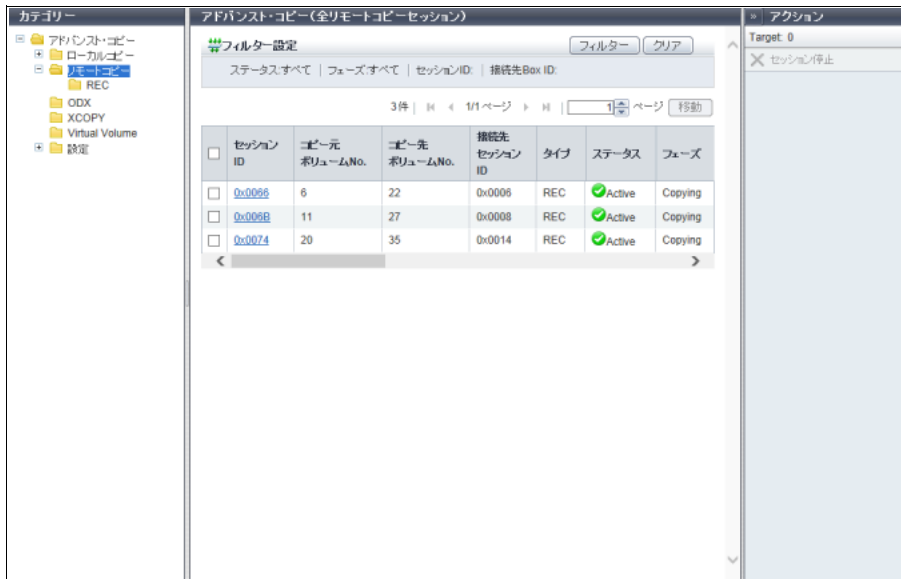 カテゴリー
アドバンスト・コピー
ローカルコピー
リモートコピー
REC
ODX
XCOPY
Virtual Volume
設定
アドバンスト・コピー(全リモートコピーセッション)
フィルター設定
フィルター クリア
ステータス:すべて | フェーズ:すべて | セッションID: | 接続先Box ID:
3件 | 1/1 ページ | 1 ページ 移動
セッション ID コピー元 ボリュームNo. コピー先 ボリュームNo. 接続先 セッション ID タイプ ステータス フェーズ
0x0066 6 22 0x0006 REC Active Copying
0x006B 11 27 0x0008 REC Active Copying
0x0074 20 35 0x0014 REC Active Copying
» アクション
Target: 0
セッション停止